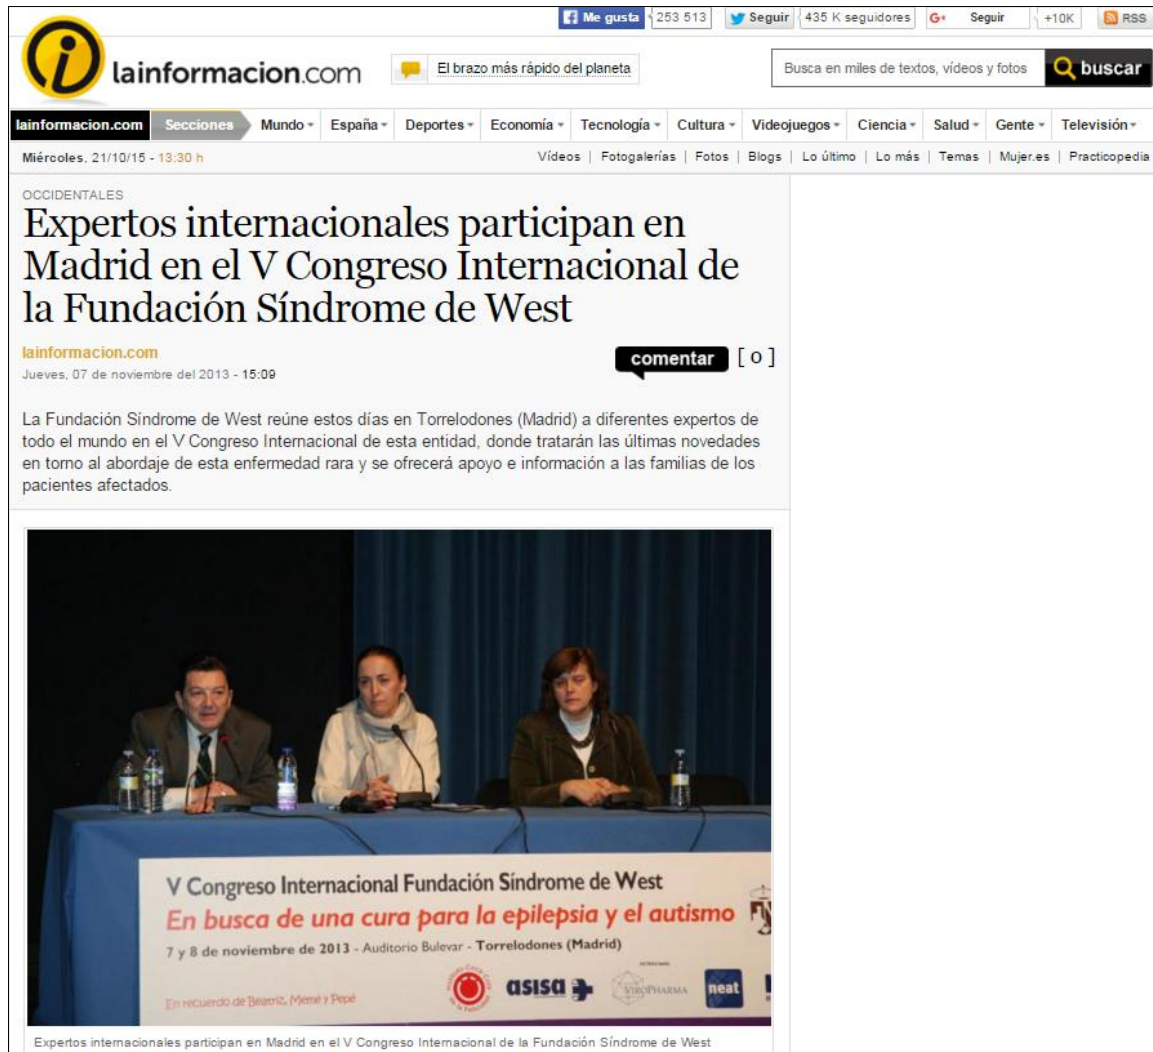 Me gusta 253 513 Seguir 435 K seguidores G+ Seguir +10K RSS
lainformacion.com El brazo más rápido del planeta Busca en miles de textos, vídeos y fotos buscar
lainformacion.com Secciones Mundo España Deportes Economía Tecnología Cultura Videojuegos Ciencia Salud Gente Televisión
Miércoles, 21/10/15 - 13:30 h Vídeos | Fotogalerías | Fotos | Blogs | Lo último | Lo más | Temas | Mujer.es | Practicopedia
OCCIDENTALES
Expertos internacionales participan en
Madrid en el V Congreso Internacional de
la Fundación Síndrome de West
lainformacion.com
comentar [ 0 ]
Jueves, 07 de noviembre del 2013 - 15:09
La Fundación Síndrome de West reúne estos días en Torrelodones (Madrid) a diferentes expertos de
todo el mundo en el V Congreso Internacional de esta entidad, donde tratarán las últimas novedades
en torno al abordaje de esta enfermedad rara y se ofrecerá apoyo e información a las familias de los
pacientes afectados.
V Congreso Internacional Fundación Síndrome de West
En busca de una cura para la epilepsia y el autismo
7 y 8 de noviembre de 2013 - Auditorio Bulevar - Torrelodones (Madrid)
En recuerdo de Beatriz, Memé y Pepé
asisa
VIROPHARMA
neat
Expertos internacionales participan en Madrid en el V Congreso Internacional de la Fundación Síndrome de West